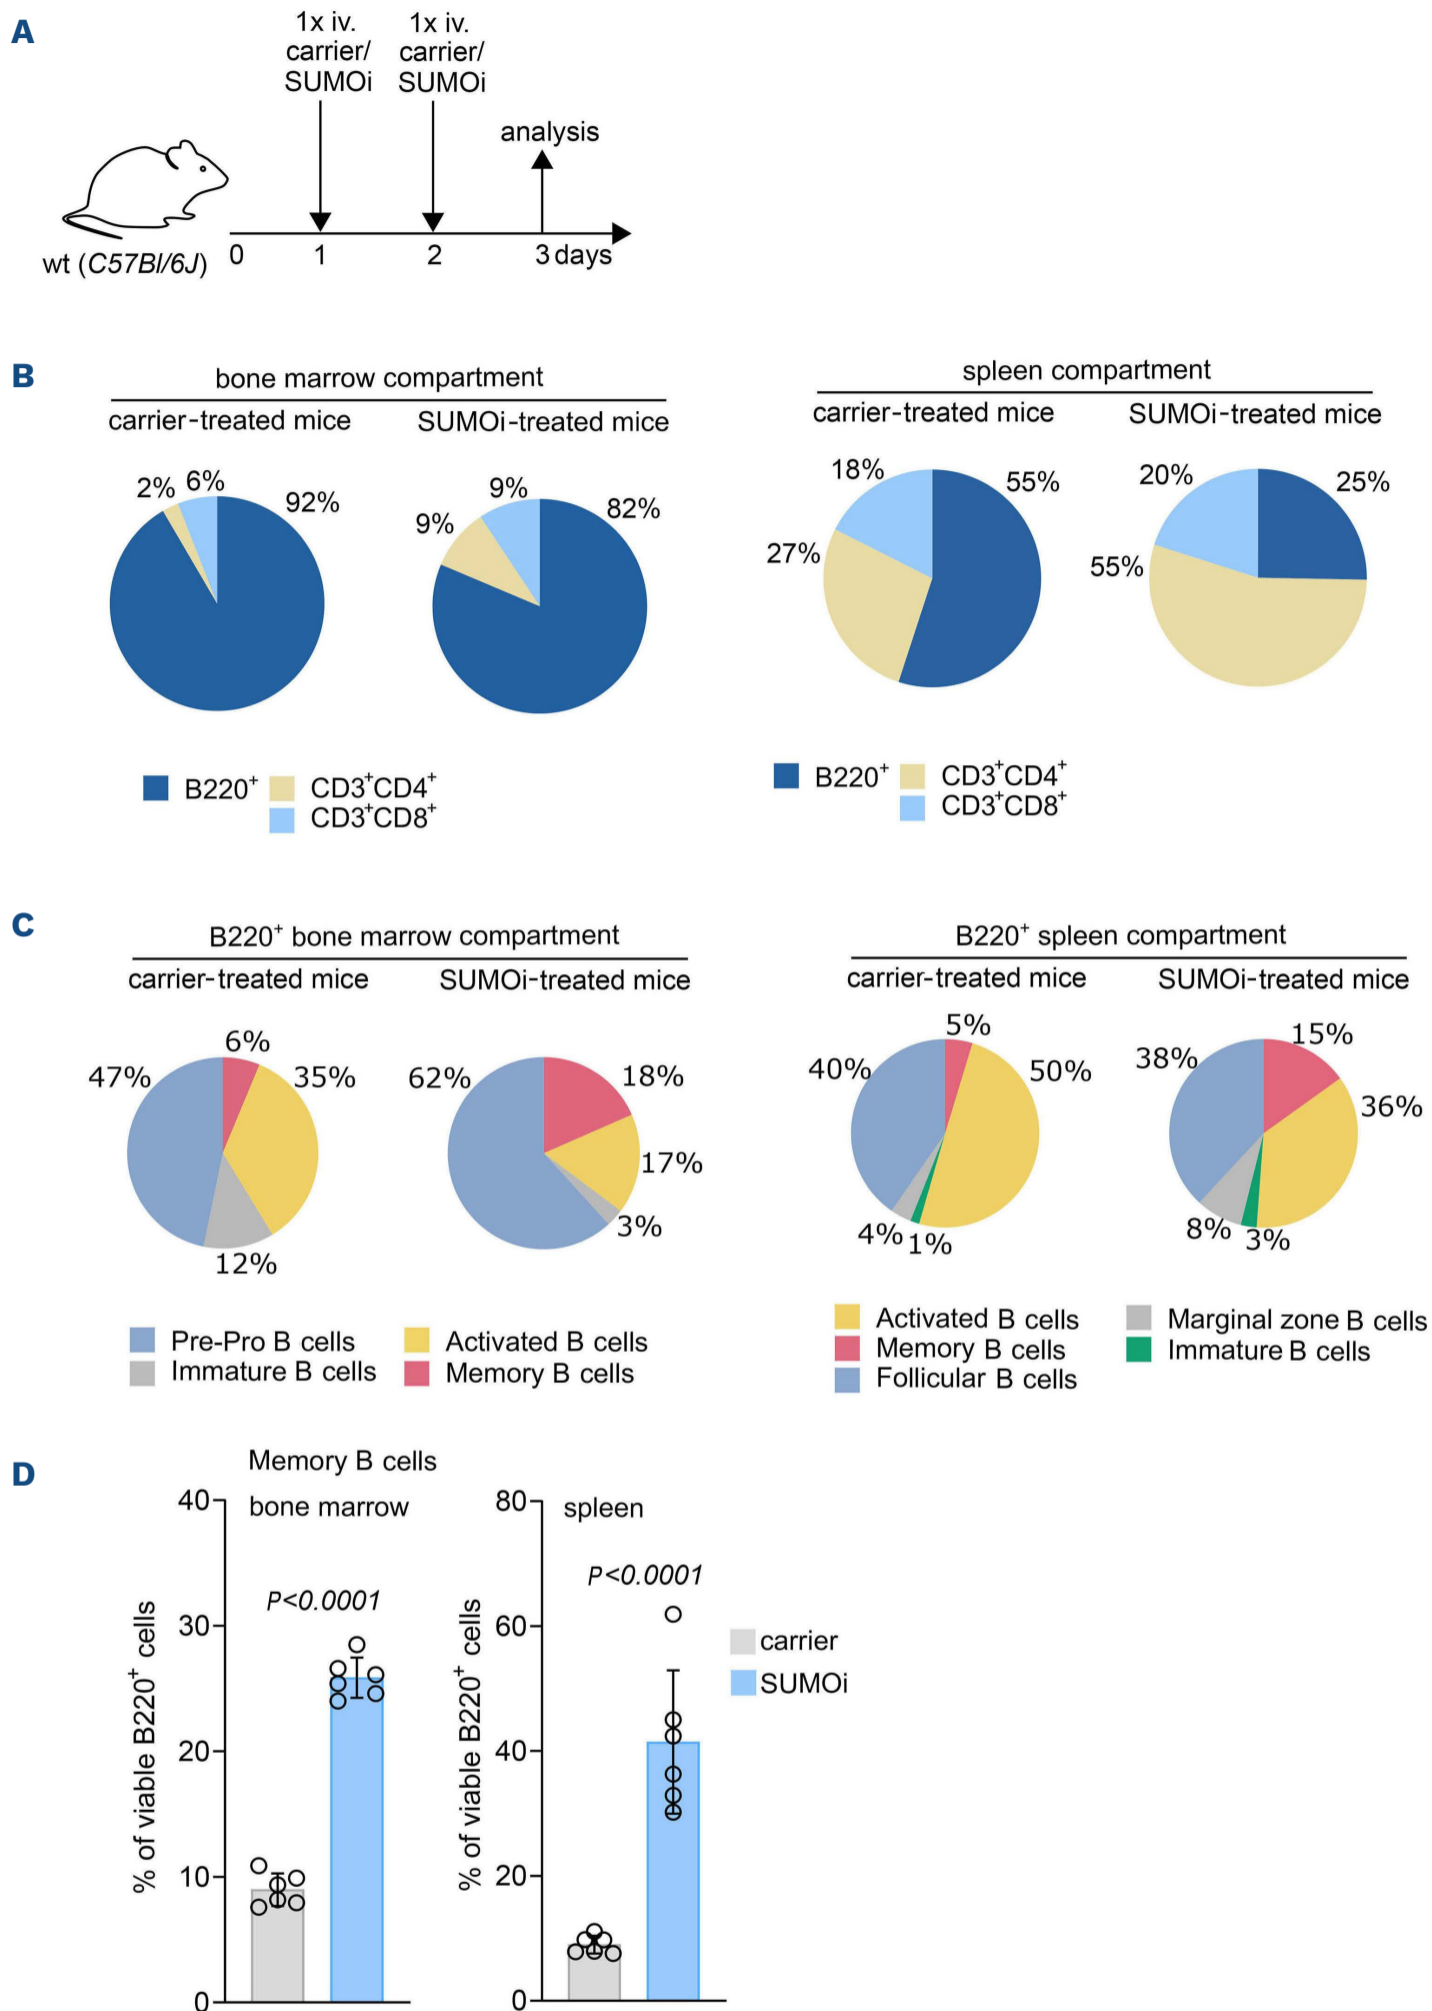 A
1x iv. 1x iv.
carrier/ carrier/
SUMOi SUMOi
analysis
wt (C57Bl/6J) 0 1 2 3 days
B
bone marrow compartment
carrier-treated mice SUMOi-treated mice
2% 6% 92%
9% 9% 82%
B220⁺ CD3⁺CD4⁺
CD3⁺CD8⁺
spleen compartment
carrier-treated mice SUMOi-treated mice
18% 55% 27%
20% 25% 55%
B220⁺ CD3⁺CD4⁺
CD3⁺CD8⁺
C
B220⁺ bone marrow compartment
carrier-treated mice SUMOi-treated mice
6% 47% 35% 12%
62% 18% 17% 3%
Pre-Pro B cells Activated B cells
Immature B cells Memory B cells
B220⁺ spleen compartment
carrier-treated mice SUMOi-treated mice
5% 40% 50% 4% 1%
15% 38% 36% 8% 3%
Activated B cells Marginal zone B cells
Memory B cells Immature B cells
Follicular B cells
D
Memory B cells
bone marrow
P<0.0001
% of viable B220⁺ cells
40
30
20
10
0
spleen
P<0.0001
% of viable B220⁺ cells
80
60
40
20
0
carrier
SUMOi